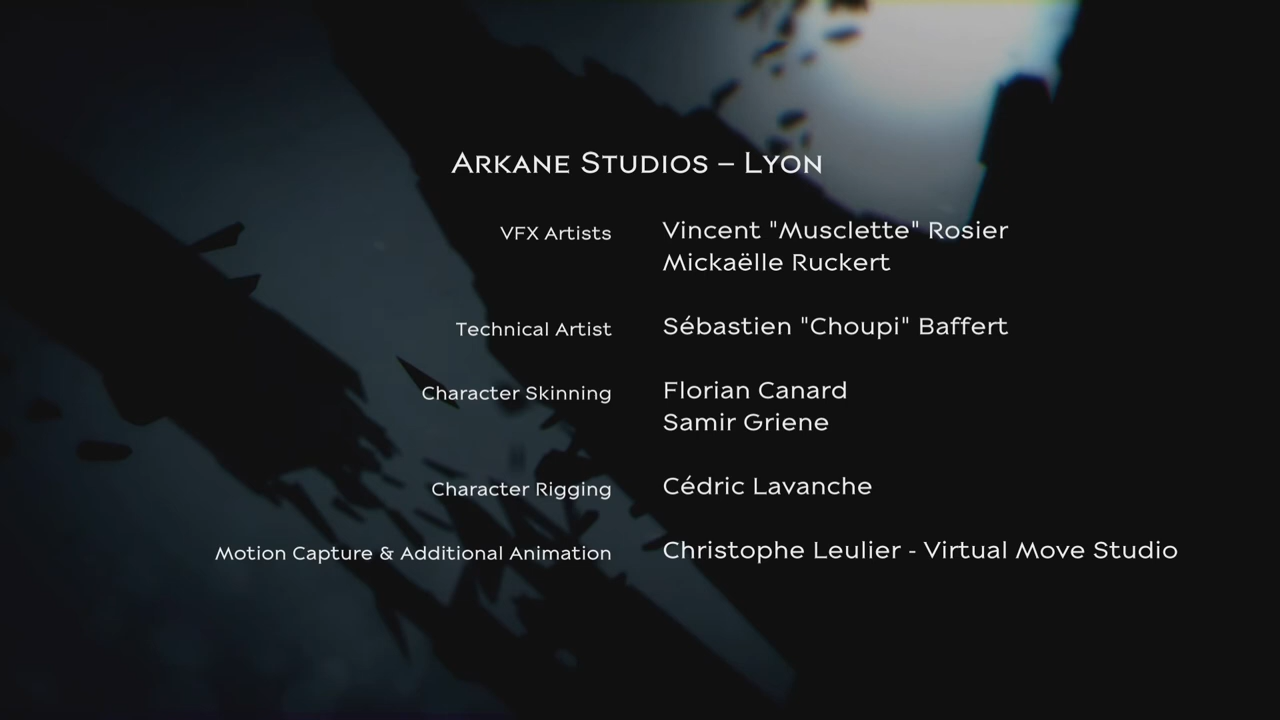 ARKANE STUDIOS – LYON
VFX Artists Vincent "Musclette" Rosier
Mickaëlle Ruckert
Technical Artist Sébastien "Choupi" Baffert
Character Skinning Florian Canard
Samir Griene
Character Rigging Cédric Lavanche
Motion Capture & Additional Animation Christophe Leulier - Virtual Move Studio